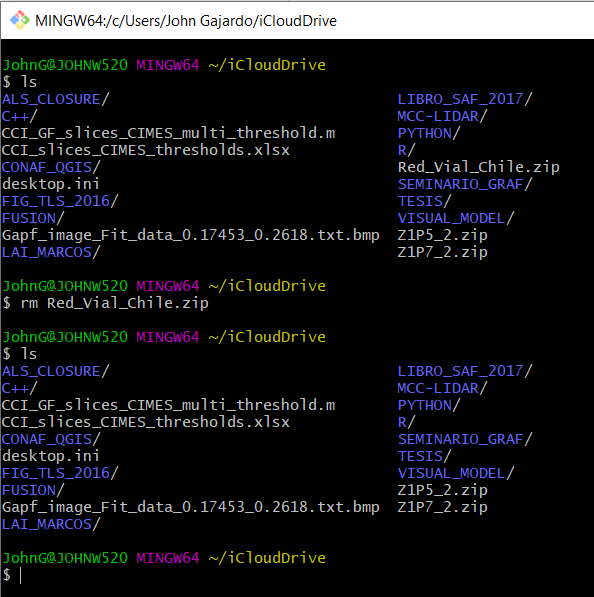 MINGW64:/c/Users/John Gajardo/iCloudDrive
JohnG@JOHNW520 MINGW64 ~/iCloudDrive
$ ls
ALS_CLOSURE/ LIBRO_SAF_2017/
C++/ MCC-LIDAR/
CCI_GF_slices_CIMES_multi_threshold.m PYTHON/
CCI_slices_CIMES_thresholds.xlsx R/
CONAF_QGIS/ Red_Vial_Chile.zip
desktop.ini SEMINARIO_GRAF/
FIG_TLS_2016/ TESIS/
FUSION/ VISUAL_MODEL/
Gapf_image_Fit_data_0.17453_0.2618.txt.bmp Z1P5_2.zip
LAI_MARCOS/ Z1P7_2.zip
JohnG@JOHNW520 MINGW64 ~/iCloudDrive
$ rm Red_Vial_Chile.zip
JohnG@JOHNW520 MINGW64 ~/iCloudDrive
$ ls
ALS_CLOSURE/ LIBRO_SAF_2017/
C++/ MCC-LIDAR/
CCI_GF_slices_CIMES_multi_threshold.m PYTHON/
CCI_slices_CIMES_thresholds.xlsx R/
CONAF_QGIS/ SEMINARIO_GRAF/
desktop.ini TESIS/
FIG_TLS_2016/ VISUAL_MODEL/
FUSION/ Z1P5_2.zip
Gapf_image_Fit_data_0.17453_0.2618.txt.bmp Z1P7_2.zip
LAI_MARCOS/
JohnG@JOHNW520 MINGW64 ~/iCloudDrive
$